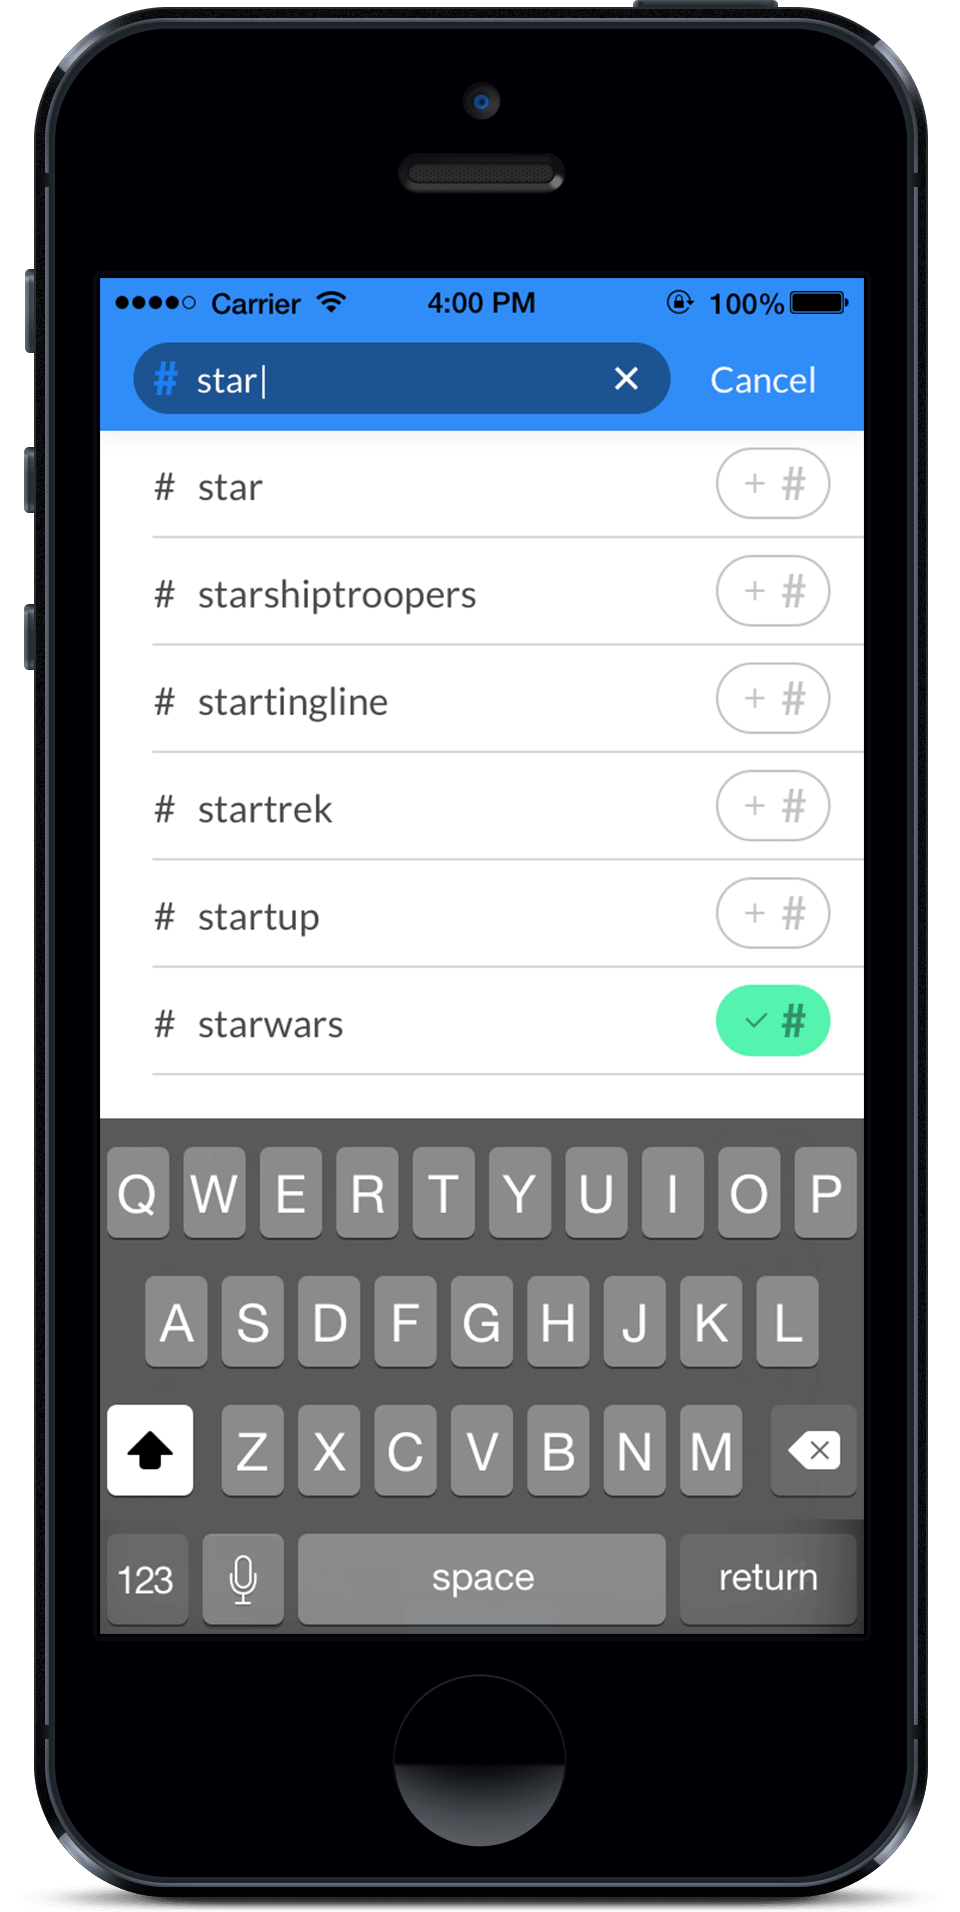 Carrier 4:00 PM 100%
# star| Cancel
# star + #
# starshiptroopers + #
# startingline + #
# startrek + #
# startup + #
# starwars ✓ #
Q W E R T Y U I O P
A S D F G H J K L
Z X C V B N M
123 space return